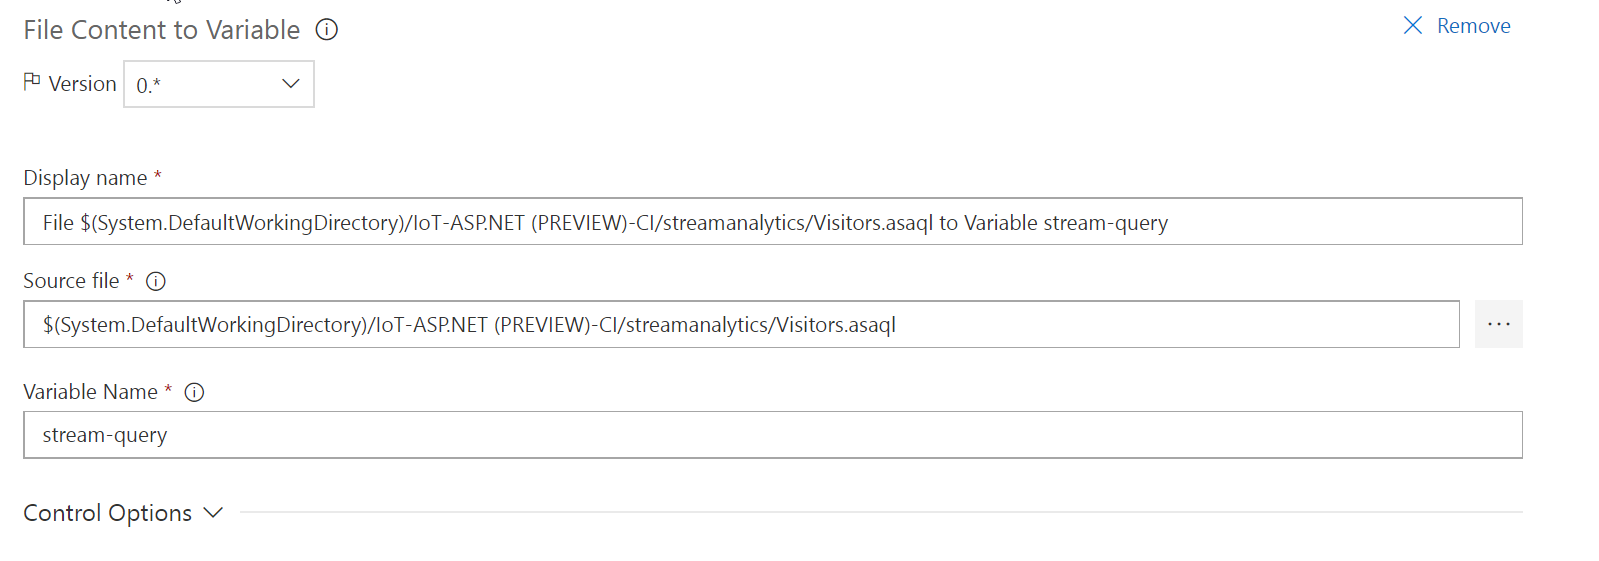 File Content to Variable
Remove
Version 0.*
Display name *
File $(System.DefaultWorkingDirectory)/IoT-ASP.NET (PREVIEW)-CI/streamanalytics/Visitors.asaql to Variable stream-query
Source file *
$(System.DefaultWorkingDirectory)/IoT-ASP.NET (PREVIEW)-CI/streamanalytics/Visitors.asaql
...
Variable Name *
stream-query
Control Options